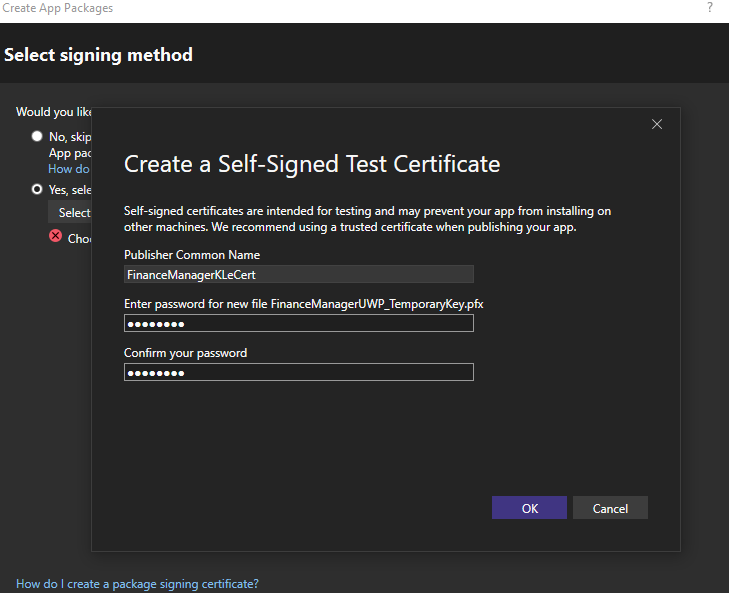 Create App Packages
?
Select signing method
Would you like
No, skip
App pac
How do
Yes, sele
Select
Choo
Create a Self-Signed Test Certificate
Self-signed certificates are intended for testing and may prevent your app from installing on
other machines. We recommend using a trusted certificate when publishing your app.
Publisher Common Name
FinanceManagerKLeCert
Enter password for new file FinanceManagerUWP_TemporaryKey.pfx
●●●●●●●●
Confirm your password
●●●●●●●●
OK
Cancel
How do I create a package signing certificate?